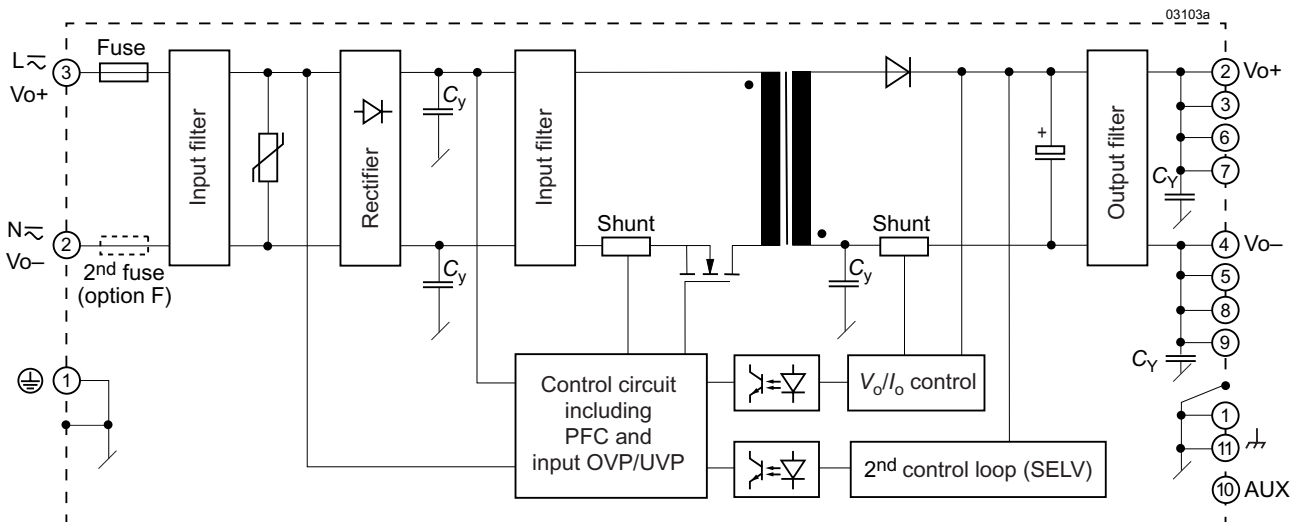 03103a
L
3
Vo+
Fuse
Input filter
Rectifier
Cy
Cy
Input filter
Shunt
Shunt
Cy
+
Output filter
CY
2 Vo+
3
6
7
N
2
Vo–
2nd fuse
(option F)
4 Vo–
5
8
9
CY
1
Control circuit
including
PFC and
input OVP/UVP
Vo/Io control
2nd control loop (SELV)
1
11
10 AUX